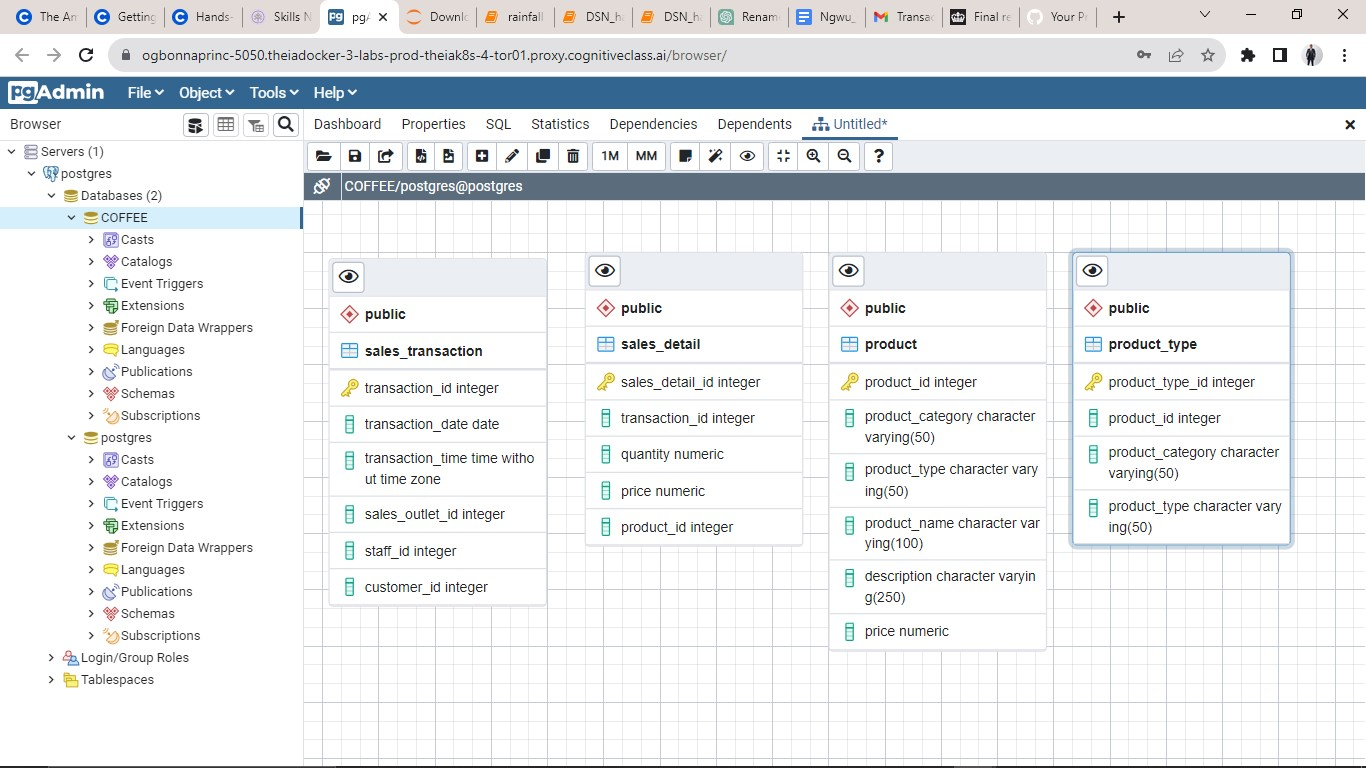 The An
Getting
Hands-
Skills N
pgA
Downl
rainfall
DSN_ha
DSN_ha
Renam
Ngwu_
Transac
Final re
Your Pe
ogbonnaprinc-5050.theiadocker-3-labs-prod-theiak8s-4-tor01.proxy.cognitiveclass.ai/browser/
pgAdmin File Object Tools Help
Browser
Dashboard Properties SQL Statistics Dependencies Dependents Untitled*
1M MM ?
COFFEE/postgres@postgres
Servers (1)
postgres
Databases (2)
COFFEE
Casts
Catalogs
Event Triggers
Extensions
Foreign Data Wrappers
Languages
Publications
Schemas
Subscriptions
postgres
Casts
Catalogs
Event Triggers
Extensions
Foreign Data Wrappers
Languages
Publications
Schemas
Subscriptions
Login/Group Roles
Tablespaces
public
sales_transaction
transaction_id integer
transaction_date date
transaction_time time witho
ut time zone
sales_outlet_id integer
staff_id integer
customer_id integer
public
sales_detail
sales_detail_id integer
transaction_id integer
quantity numeric
price numeric
product_id integer
public
product
product_id integer
product_category character
varying(50)
product_type character vary
ing(50)
product_name character var
ying(100)
description character varyin
g(250)
price numeric
public
product_type
product_type_id integer
product_id integer
product_category character
varying(50)
product_type character vary
ing(50)